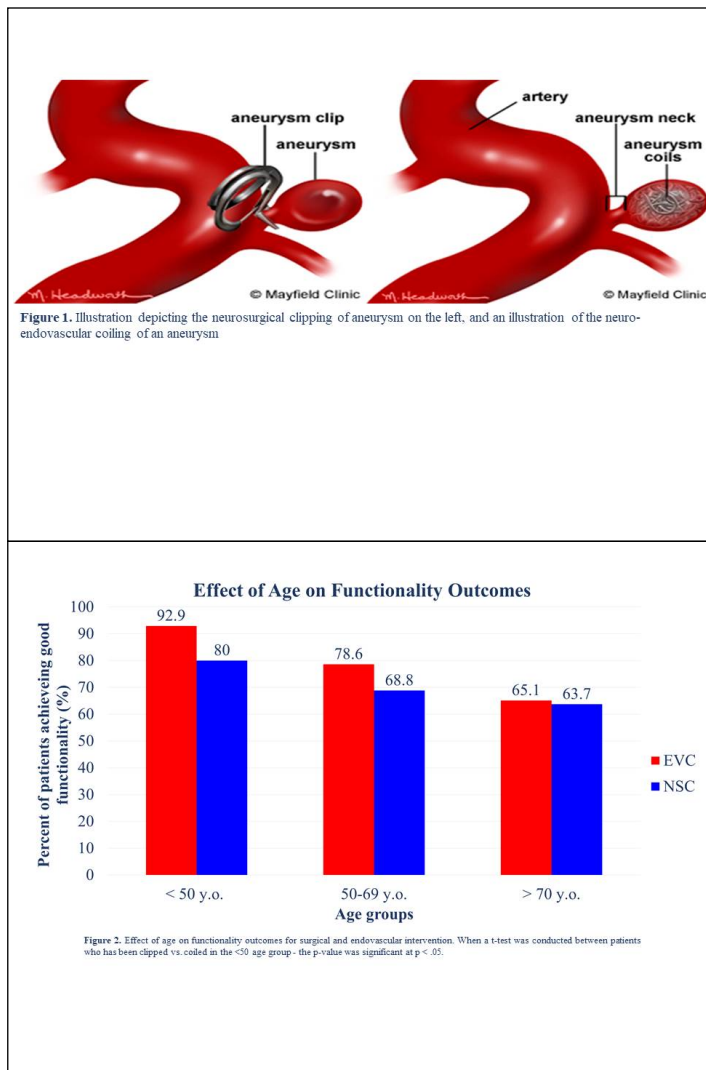 aneurysm clip
aneurysm
M. Headworth
© Mayfield Clinic
artery
aneurysm neck
aneurysm
coils
M. Headworth
© Mayfield Clinic
Figure 1. Illustration depicting the neurosurgical clipping of aneurysm on the left, and an illustration of the neuro-
endovascular coiling of an aneurysm
Effect of Age on Functionality Outcomes
Percent of patients achieveing good
functionality (%)
100
90
80
70
60
50
40
30
20
10
0
92.9
80
78.6
68.8
65.1
63.7
< 50 y.o.
50-69 y.o.
> 70 y.o.
Age groups
EVC
NSC
Figure 2. Effect of age on functionality outcomes for surgical and endovascular intervention. When a t-test was conducted between patients
who has been clipped vs. coiled in the <50 age group - the p-value was significant at p < .05.